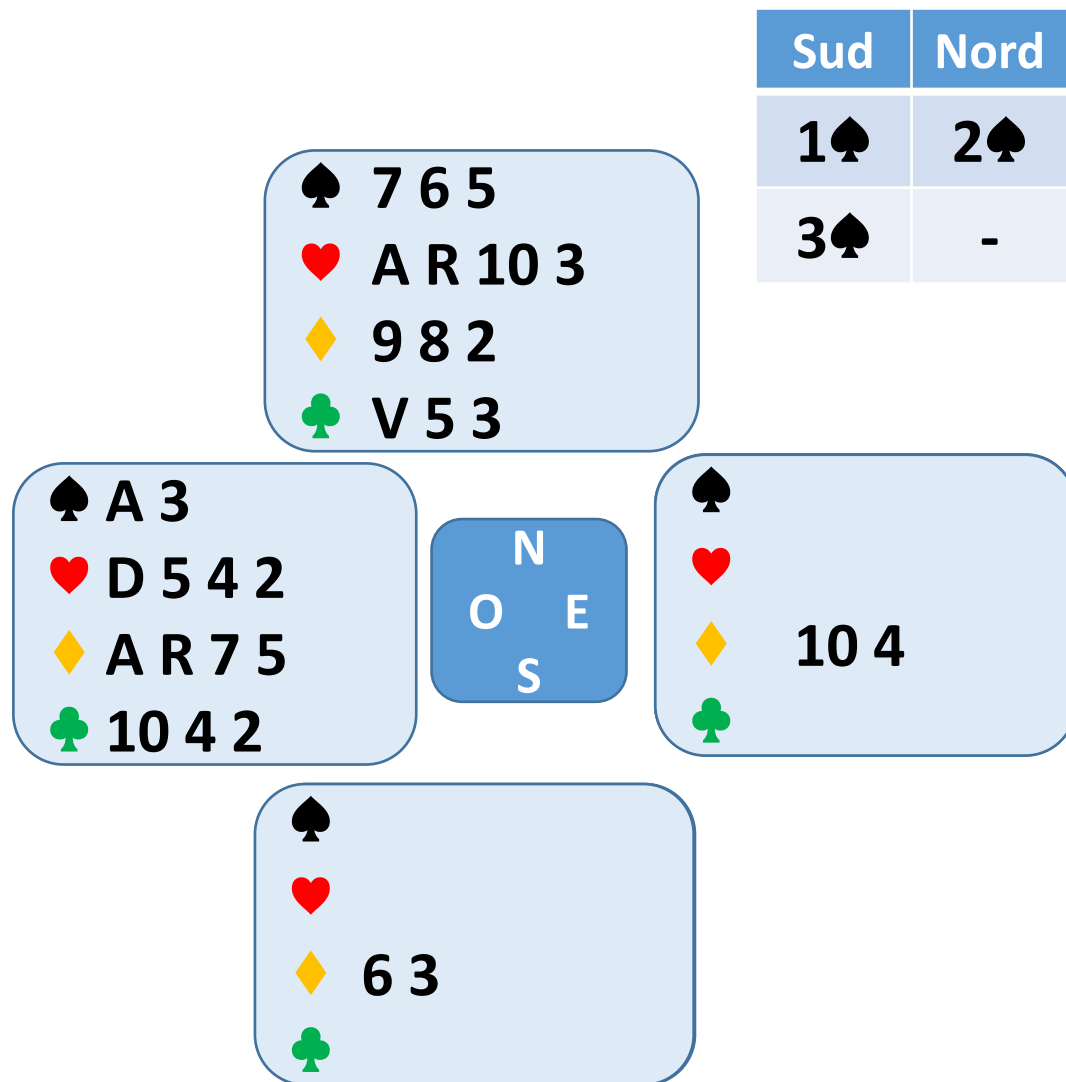 Sud Nord
1♠ 2♠
3♠ -
♠ 7 6 5
♥ A R 10 3
♦ 9 8 2
♣ V 5 3
♠ A 3
♥ D 5 4 2
♦ A R 7 5
♣ 10 4 2
N
O E
S
♠
♥
♦ 10 4
♣
♠
♥
♦ 6 3
♣